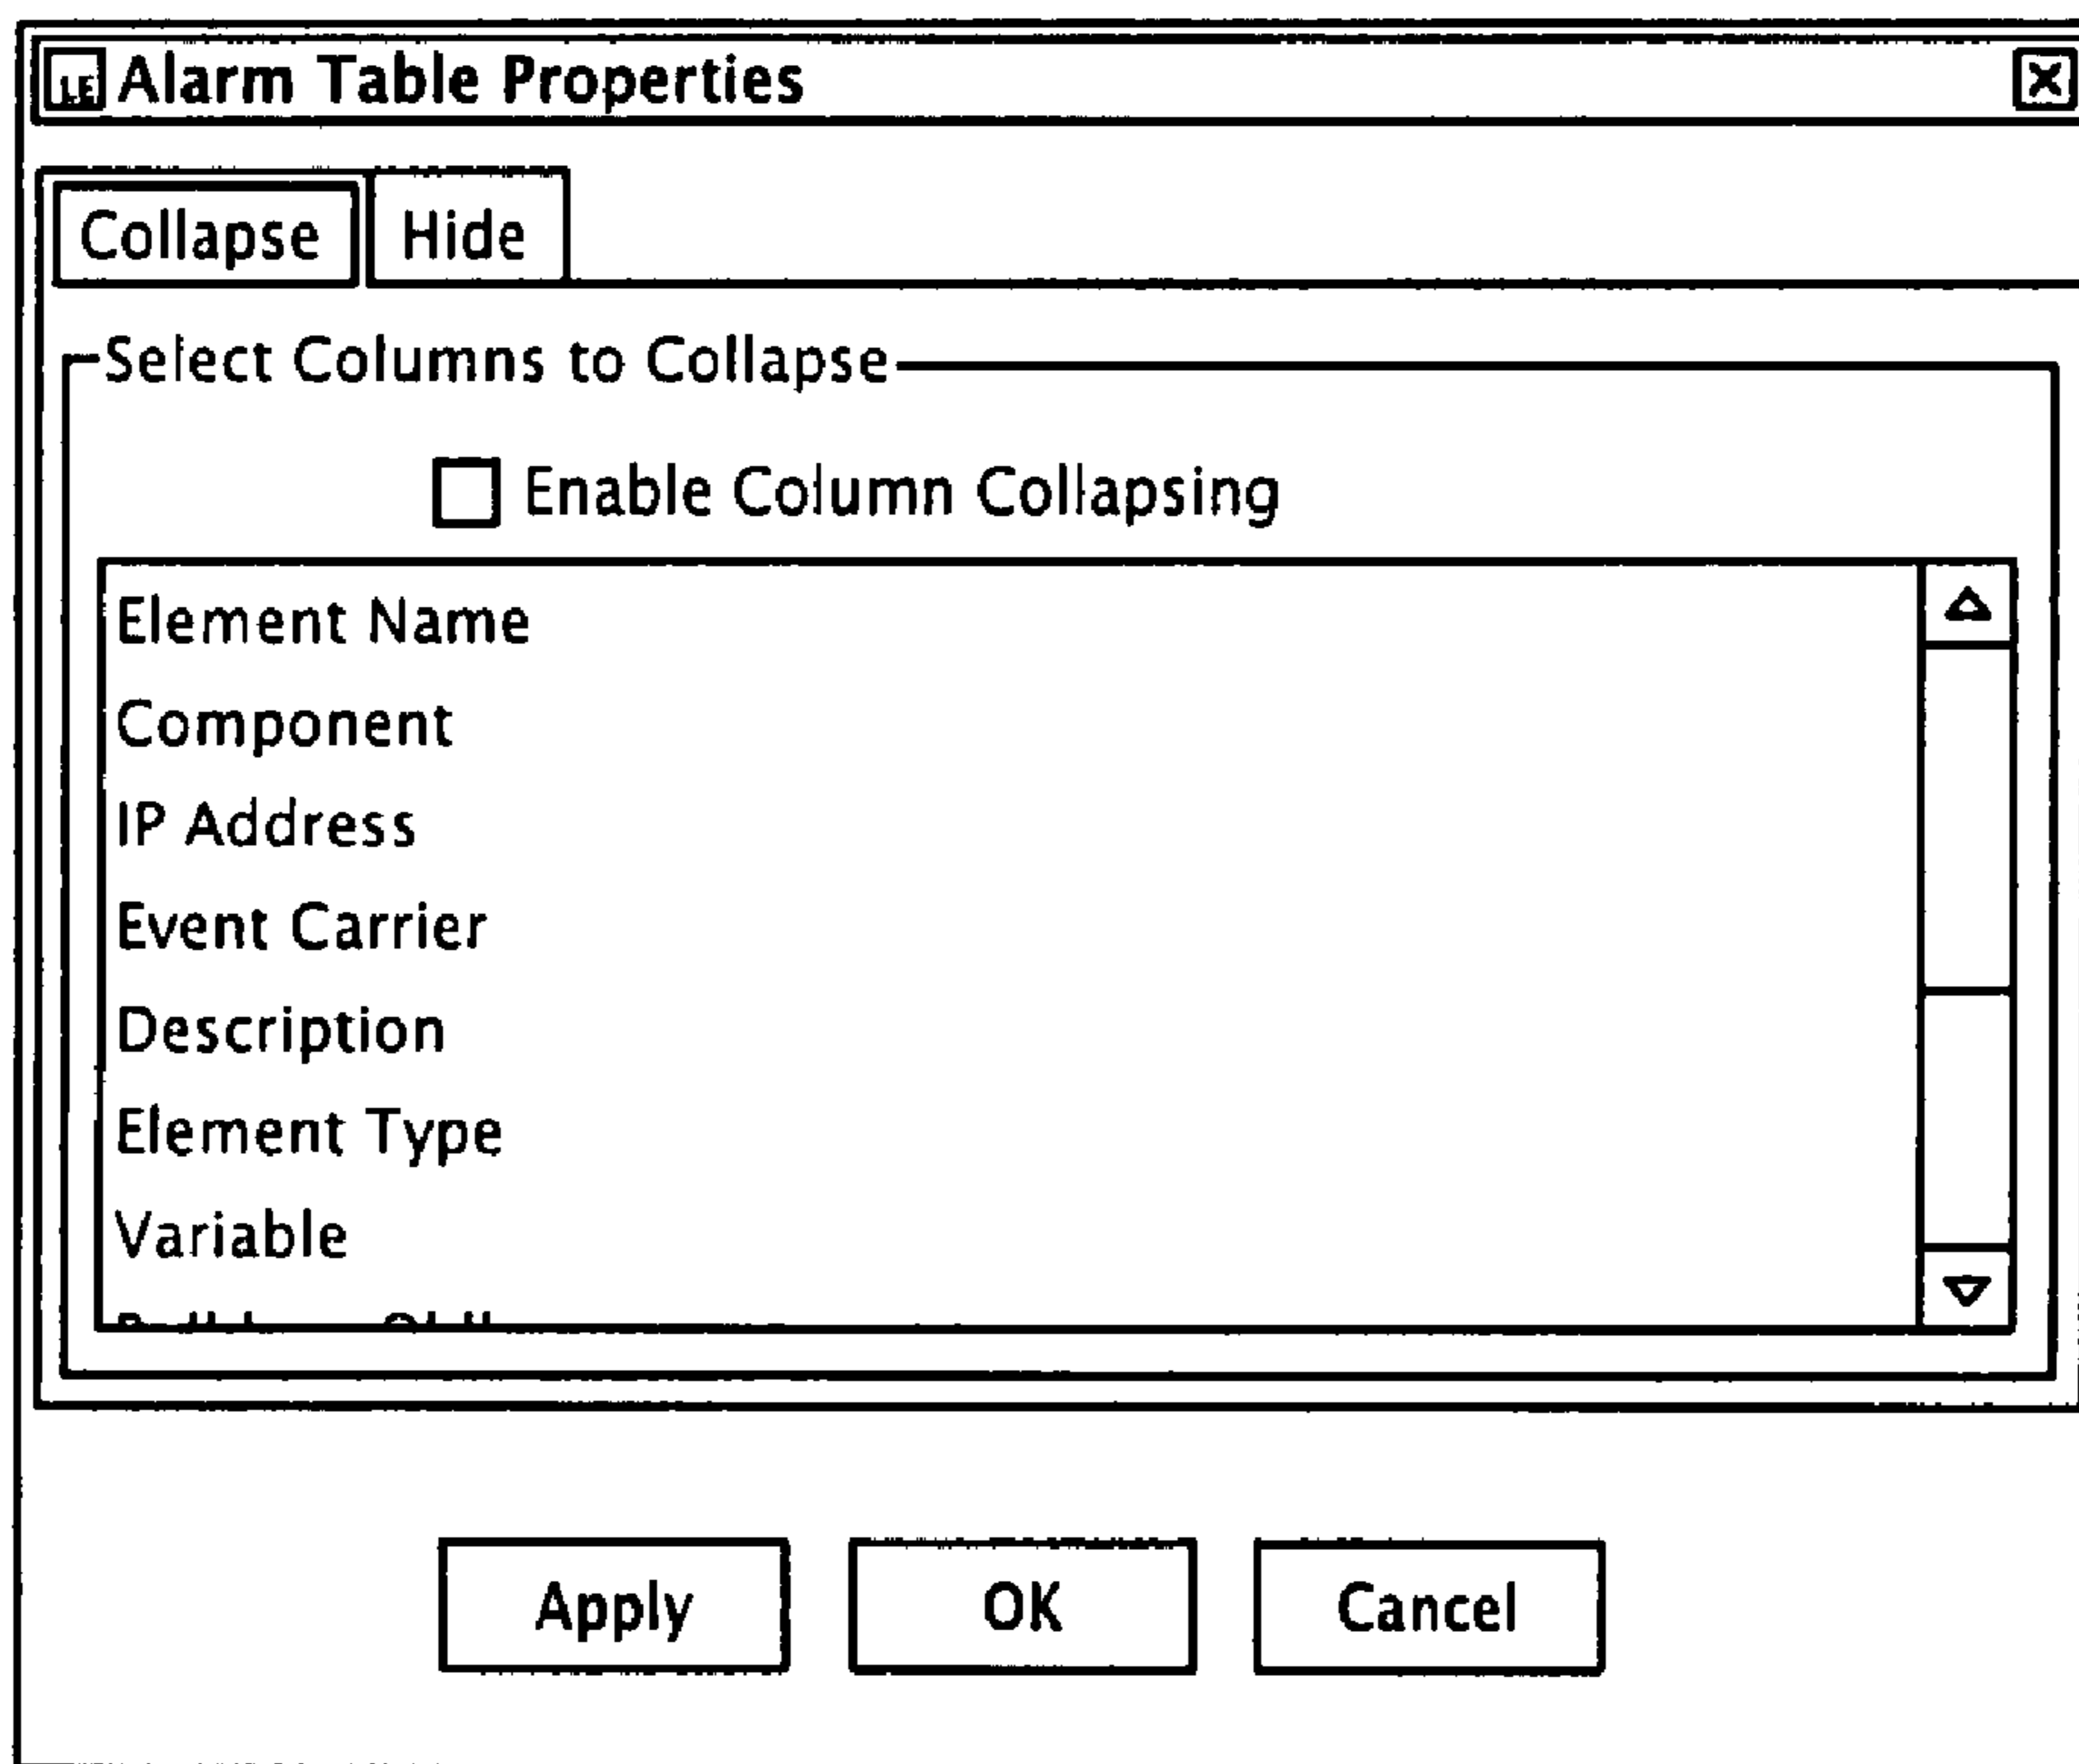 Alarm Table Properties
Collapse Hide
Select Columns to Collapse
Enable Column Collapsing
Element Name
Component
IP Address
Event Carrier
Description
Element Type
Variable
Apply OK Cancel